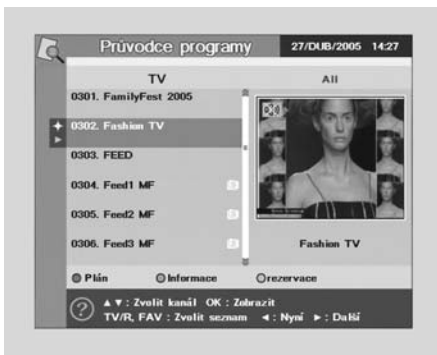 Průvodce programy 27/DUB/2005 14:27
TV All
0301. FamilyFest 2005
0302. Fashion TV
0303. FEED
0304. Feed1 MF
0305. Feed2 MF
0306. Feed3 MF
Fashion TV
Plán Informace rezervace
▲ ▼ : Zvolit kanál OK : Zobrazit
TV/R, FAV : Zvolit seznam ◄ : Nyní ► : Další